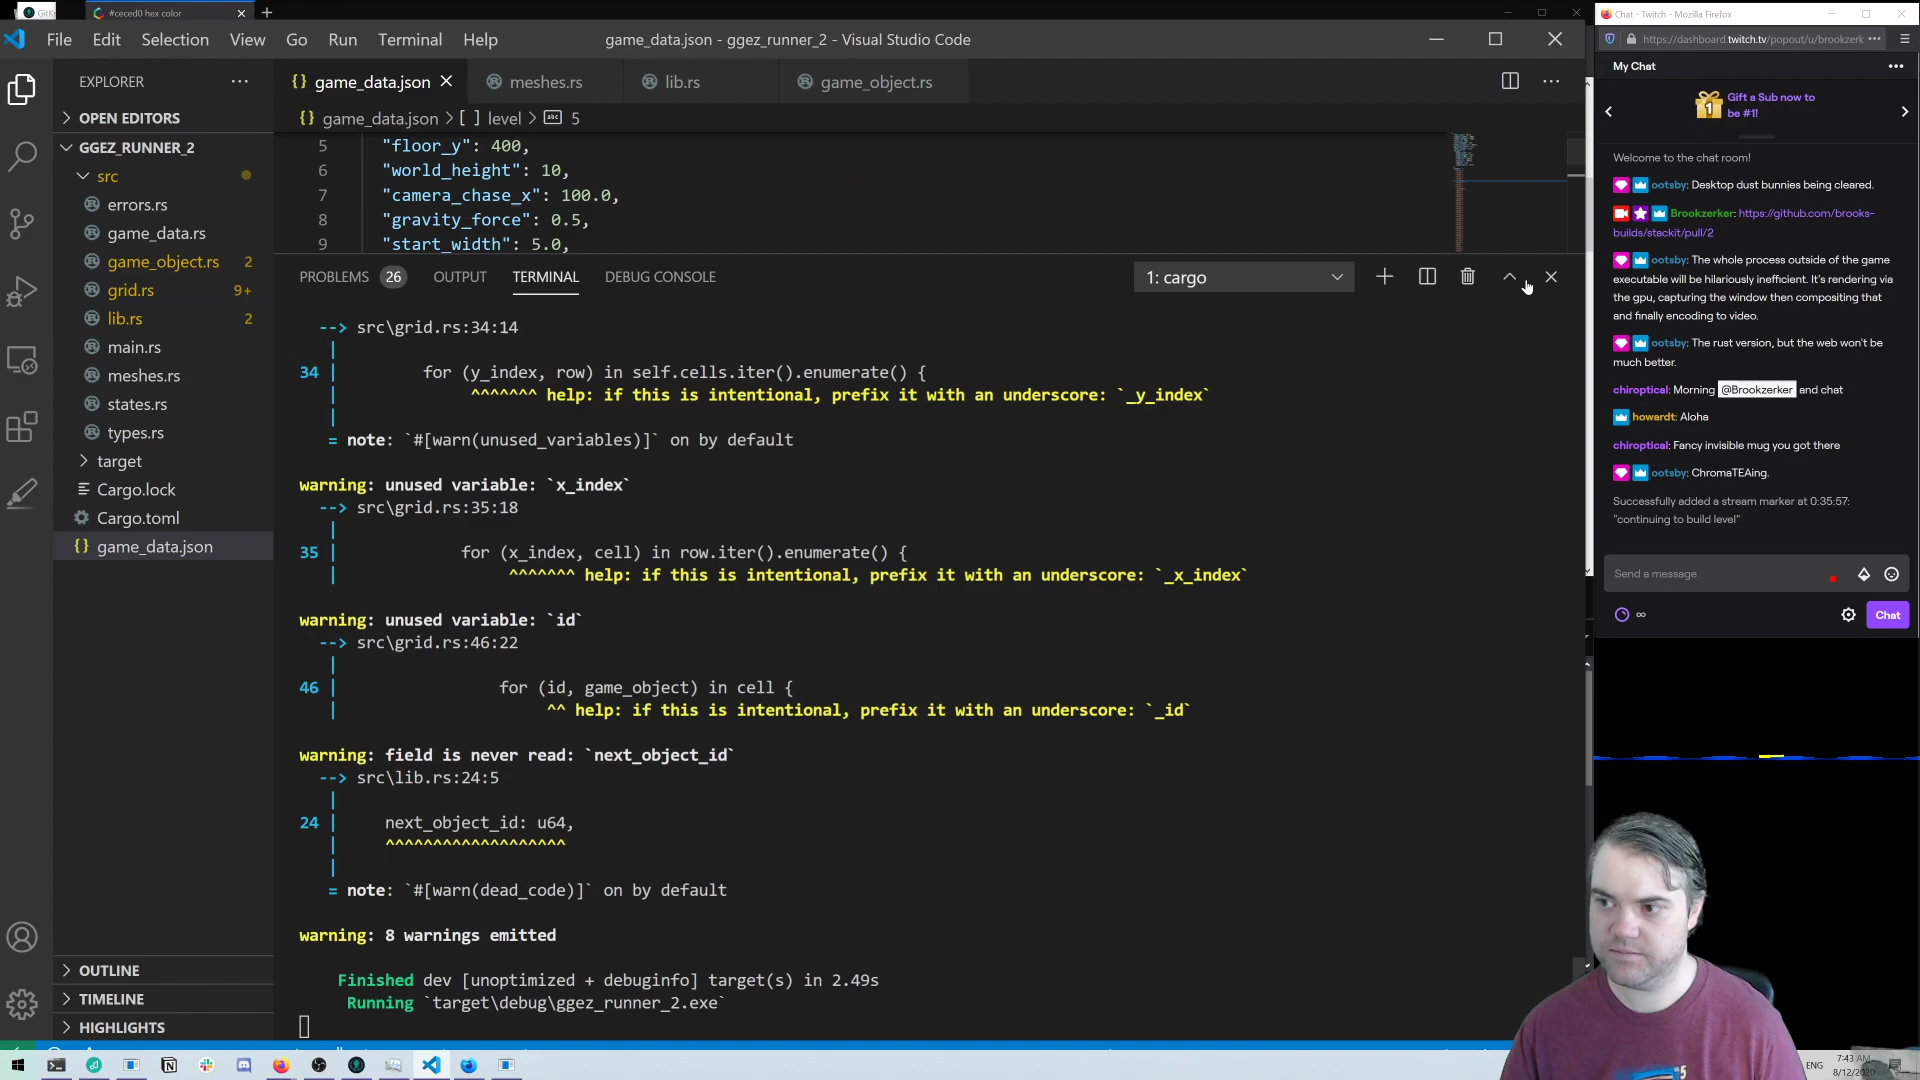 #ceced0 hex color
File Edit Selection View Go Run Terminal Help
game_data.json - ggez_runner_2 - Visual Studio Code
EXPLORER
OPEN EDITORS
GGEZ_RUNNER_2
src
errors.rs
game_data.rs
game_object.rs 2
grid.rs 9+
lib.rs 2
main.rs
meshes.rs
states.rs
types.rs
target
Cargo.lock
Cargo.toml
game_data.json
OUTLINE
TIMELINE
HIGHLIGHTS
game_data.json meshes.rs lib.rs game_object.rs
game_data.json > [ ] level > abc 5
5 "floor_y": 400,
6 "world_height": 10,
7 "camera_chase_x": 100.0,
8 "gravity_force": 0.5,
9 "start_width": 5.0,
PROBLEMS 26 OUTPUT TERMINAL DEBUG CONSOLE
1: cargo
--> src\grid.rs:34:14
|
34 | for (y_index, row) in self.cells.iter().enumerate() {
| ^^^^^^^ help: if this is intentional, prefix it with an underscore: `_y_index`
|
= note: `#[warn(unused_variables)]` on by default
warning: unused variable: `x_index`
--> src\grid.rs:35:18
|
35 | for (x_index, cell) in row.iter().enumerate() {
| ^^^^^^^ help: if this is intentional, prefix it with an underscore: `_x_index`
warning: unused variable: `id`
--> src\grid.rs:46:22
|
46 | for (id, game_object) in cell {
| ^^ help: if this is intentional, prefix it with an underscore: `_id`
warning: field is never read: `next_object_id`
--> src\lib.rs:24:5
|
24 | next_object_id: u64,
| ^^^^^^^^^^^^^^^^^^^
|
= note: `#[warn(dead_code)]` on by default
warning: 8 warnings emitted
Finished dev [unoptimized + debuginfo] target(s) in 2.49s
Running `target\debug\ggez_runner_2.exe`
Chat - Twitch - Mozilla Firefox
https://dashboard.twitch.tv/popout/u/brookzerk
My Chat
1
Gift a Sub now to
be #1!
Welcome to the chat room!
ootsby: Desktop dust bunnies being cleared.
Brookzerker: https://github.com/brooks-
builds/stackit/pull/2
ootsby: The whole process outside of the game
executable will be hilariously inefficient. It's rendering via
the gpu, capturing the window then compositing that
and finally encoding to video.
ootsby: The rust version, but the web won't be
much better.
chiroptical: Morning @Brookzerker and chat
howardt: Aloha
chiroptical: Fancy invisible mug you got there
ootsby: ChromaTEAing.
Successfully added a stream marker at 0:35:57:
"continuing to build level"
Send a message
∞
Chat
ENG
7:43 AM
8/12/2020